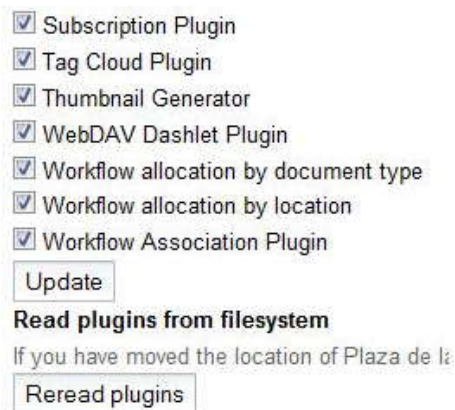 Subscription Plugin
Tag Cloud Plugin
Thumbnail Generator
WebDAV Dashlet Plugin
Workflow allocation by document type
Workflow allocation by location
Workflow Association Plugin
Update
Read plugins from filesystem
If you have moved the location of Plaza de la
Reread plugins